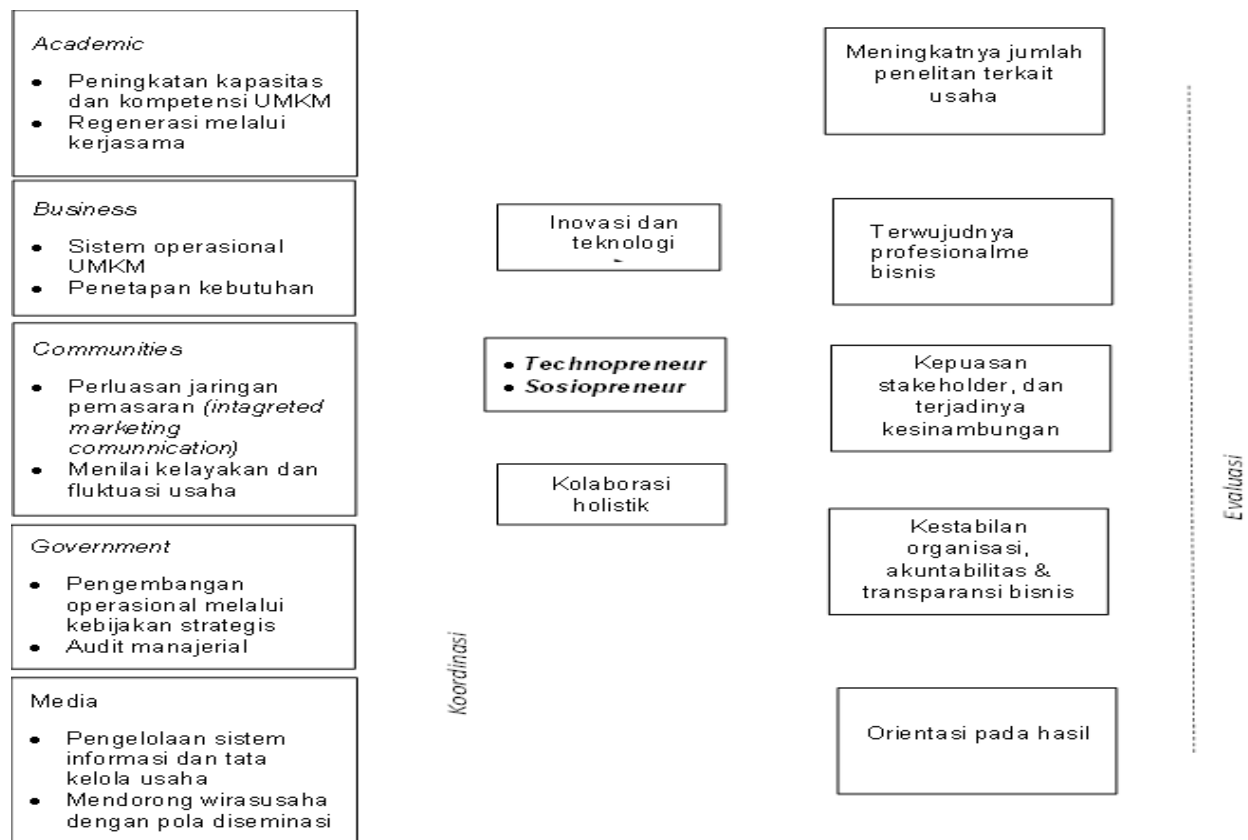 Academic
● Peningkatan kapasitas
dan kompetensi UMKM
● Regenerasi melalui
kerjasama
Business
● Sistem operasional
UMKM
● Penetapan kebutuhan
Communities
● Perluasan jaringan
pemasaran (intagreted
marketing
comunnication)
● Menilai kelayakan dan
fluktuasi usaha
Government
● Pengembangan
operasional melalui
kebijakan strategis
● Audit manajerial
Media
● Pengelolaan sistem
informasi dan tata
kelola usaha
● Mendorong wirasusaha
dengan pola diseminasi
Koordinasi
Inovasi dan
teknologi
● Technopreneur
● Sosiopreneur
Kolaborasi
holistik
Meningkatnya jumlah
penelitan terkait
usaha
Terwujudnya
profesionalme
bisnis
Kepuasan
stakeholder, dan
terjadinya
kesinambungan
Kestabilan
organisasi,
akuntabilitas &
transparansi bisnis
Orientasi pada hasil
Evaluasi